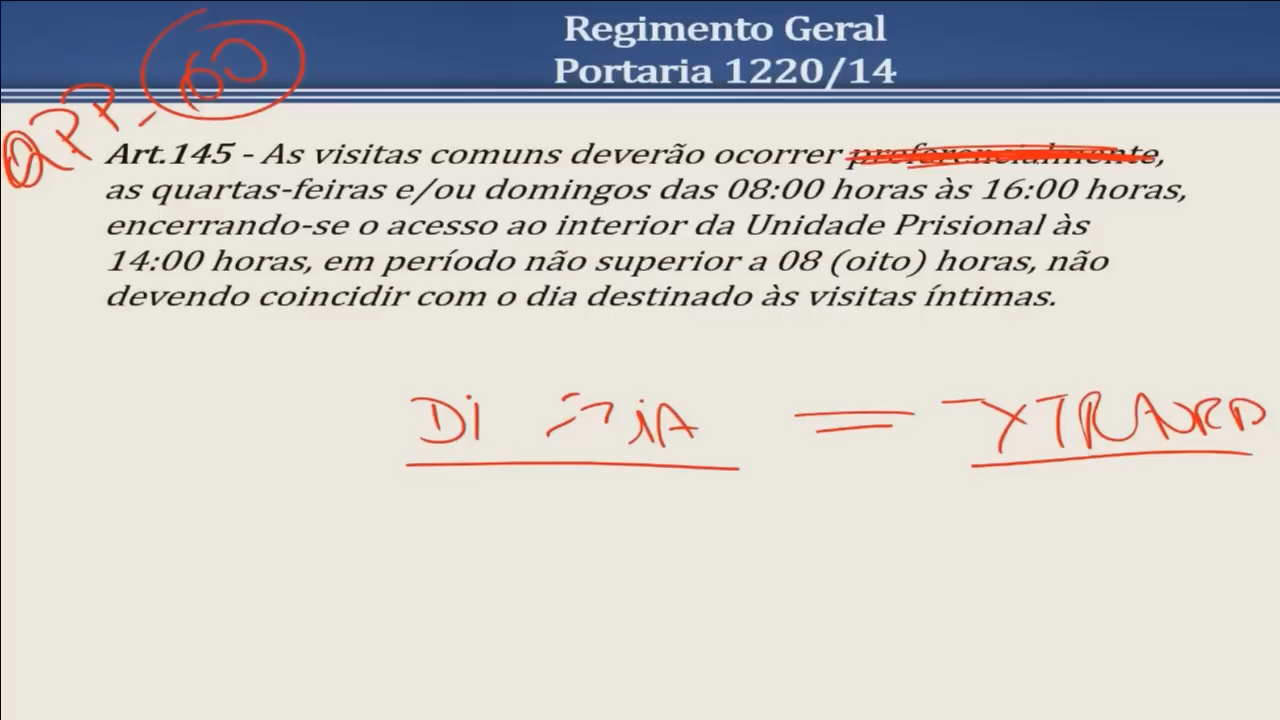 Regimento Geral
Portaria 1220/14
60
Art.145 - As visitas comuns deverão ocorrer preferencialmente,
as quartas-feiras e/ou domingos das 08:00 horas às 16:00 horas,
encerrando-se o acesso ao interior da Unidade Prisional às
14:00 horas, em período não superior a 08 (oito) horas, não
devendo coincidir com o dia destinado às visitas íntimas.